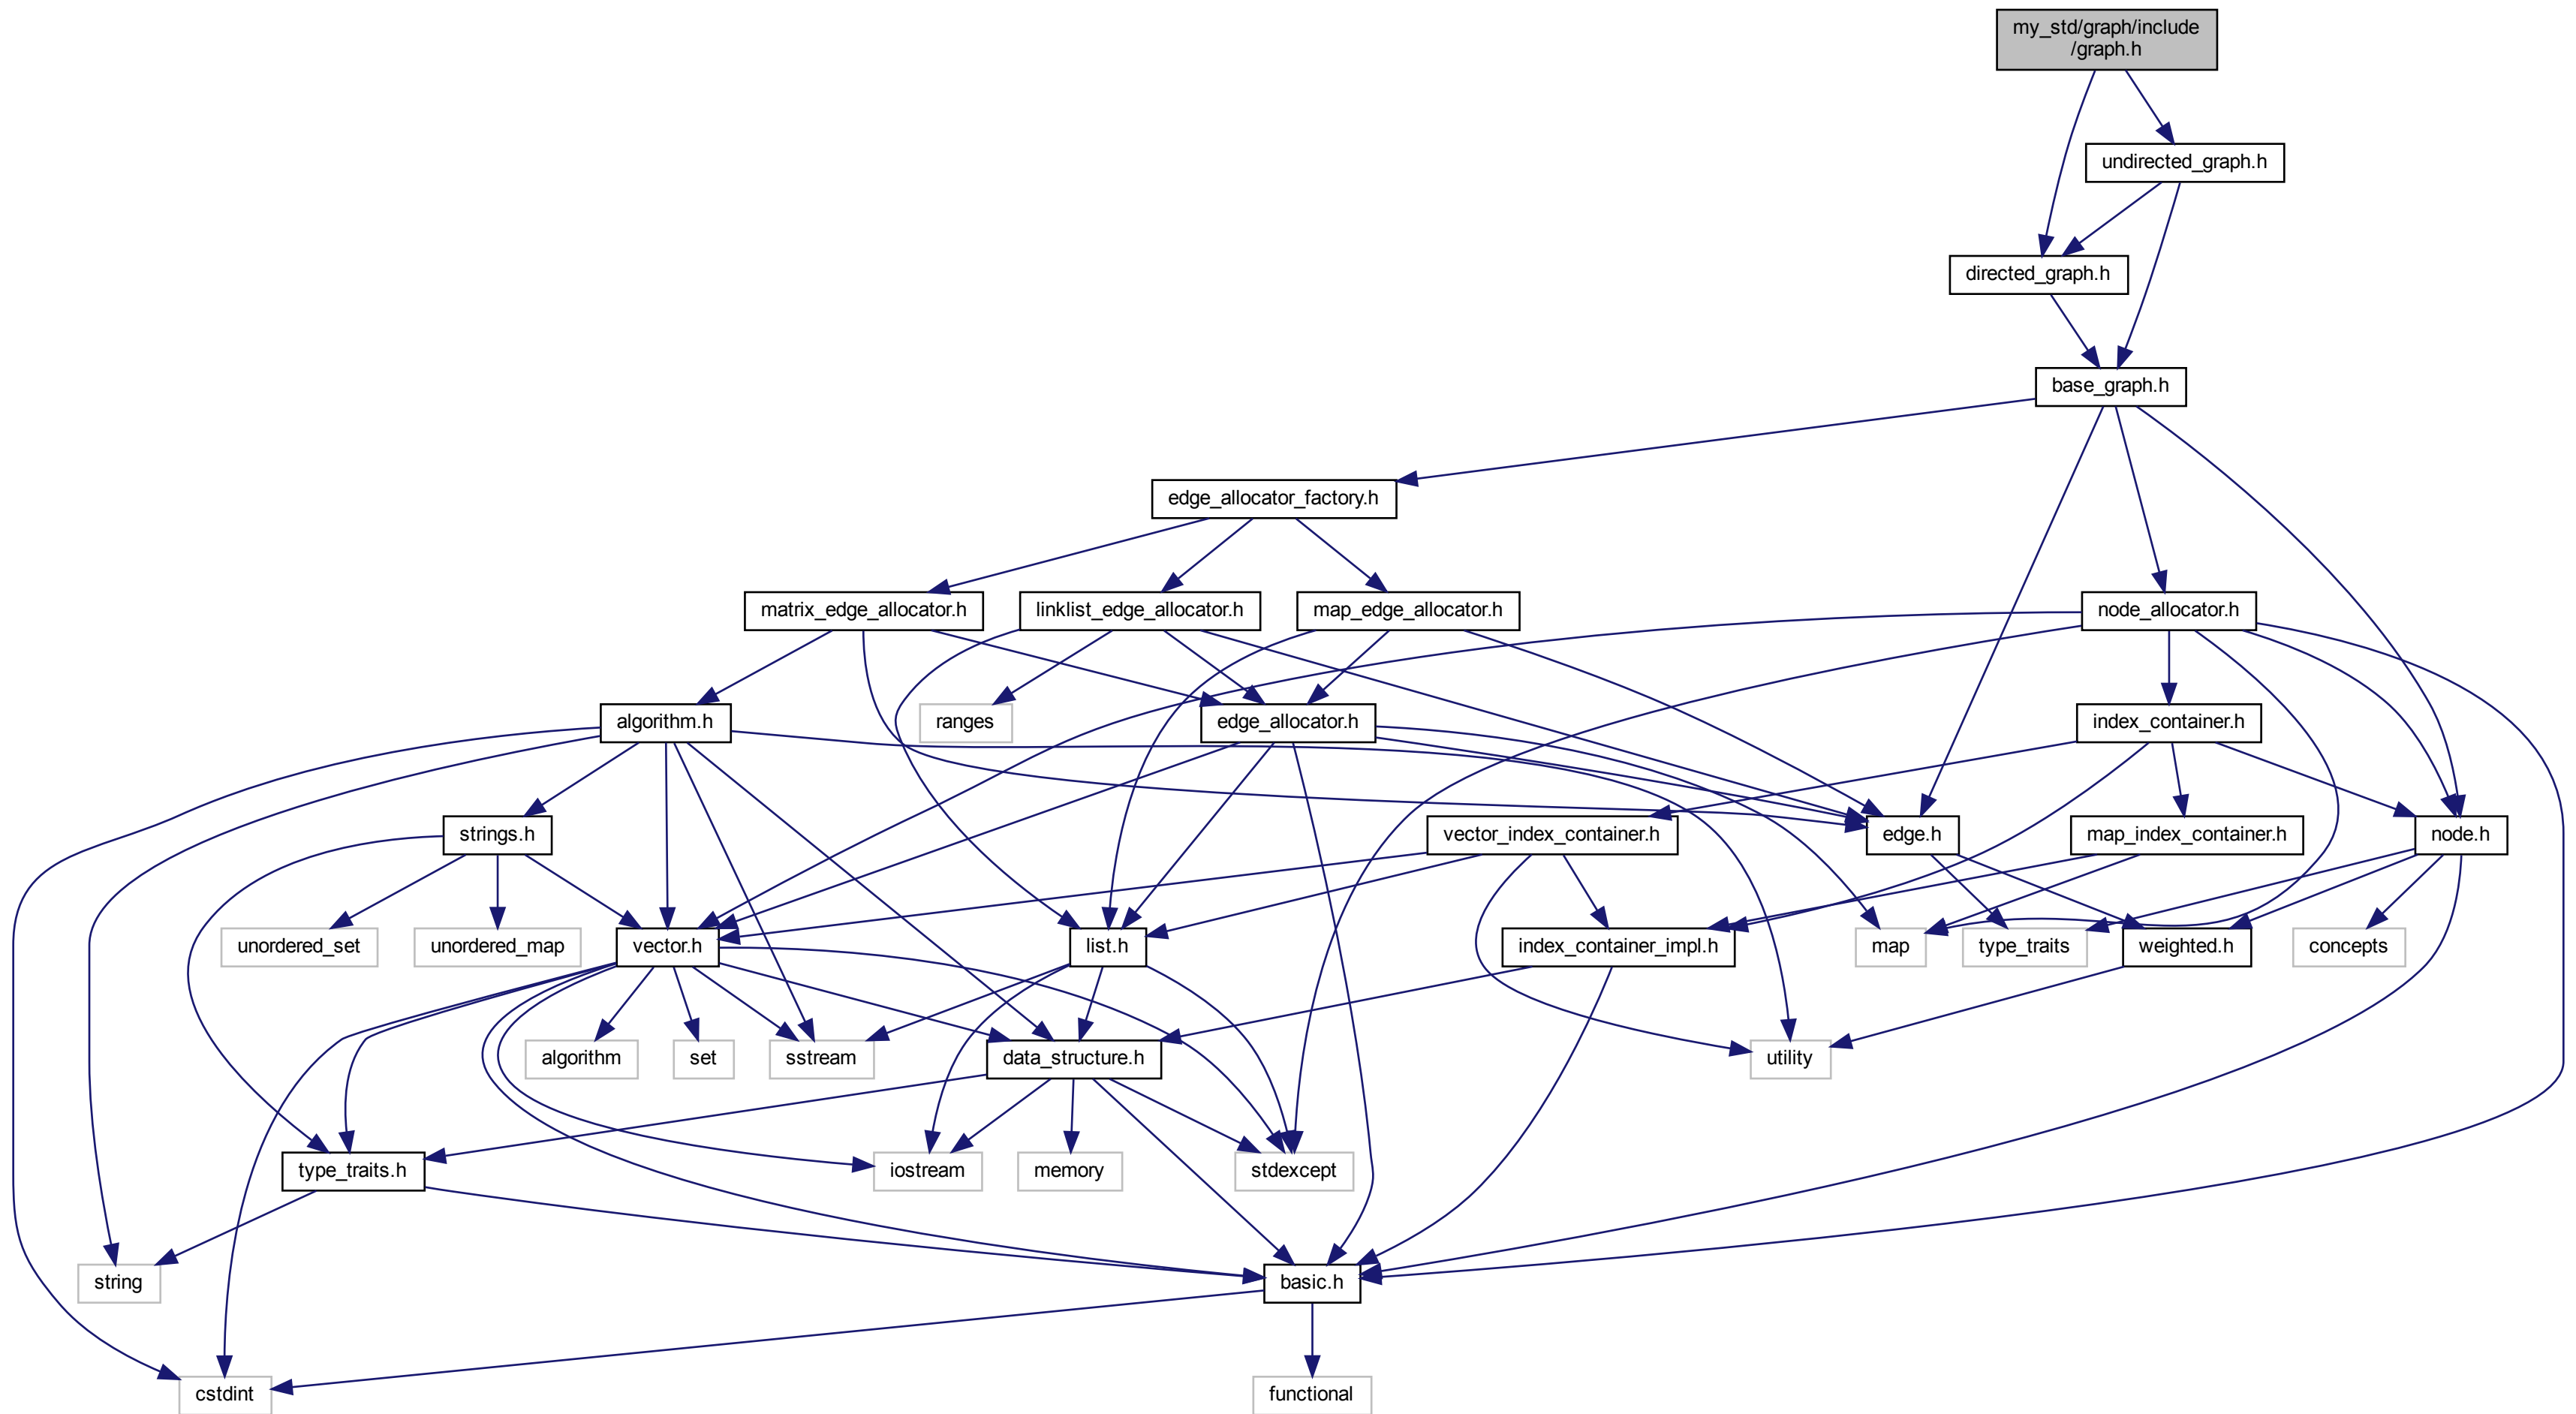 my_std/graph/include
/graph.h
undirected_graph.h
directed_graph.h
base_graph.h
edge_allocator_factory.h
matrix_edge_allocator.h
linklist_edge_allocator.h
map_edge_allocator.h
node_allocator.h
algorithm.h
ranges
edge_allocator.h
index_container.h
strings.h
vector_index_container.h
edge.h
map_index_container.h
node.h
unordered_set
unordered_map
vector.h
list.h
index_container_impl.h
map
type_traits
weighted.h
concepts
algorithm
set
sstream
data_structure.h
utility
type_traits.h
iostream
memory
stdexcept
string
basic.h
cstdint
functional